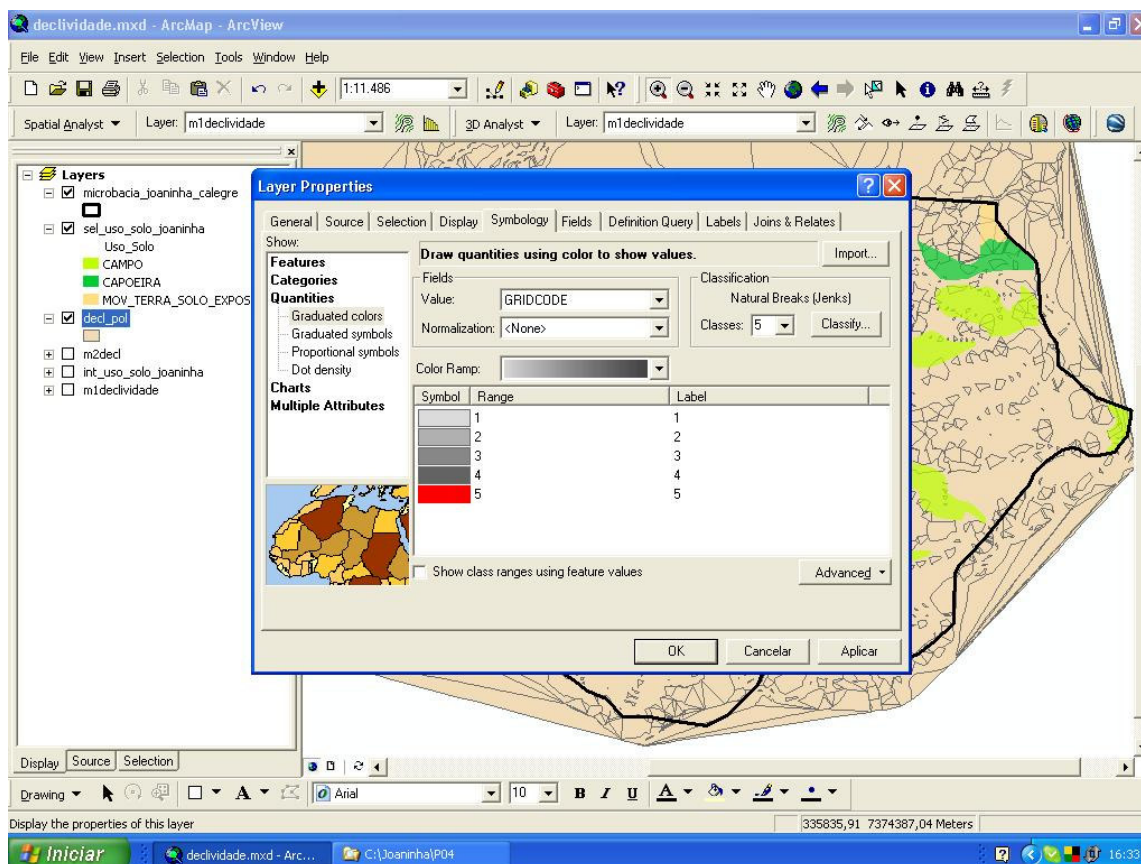 declividade.mxd - ArcMap - ArcView
File Edit View Insert Selection Tools Window Help
1:11.486
Spatial Analyst Layer: m1declividade 3D Analyst Layer: m1declividade
Layers
microbacia_joaninha_calegre
sel_uso_solo_joaninha
Uso_Solo
CAMPO
CAPOEIRA
MOV_TERRA_SOLO_EXPOS
decl_pol
m2decl
int_uso_solo_joaninha
m1declividade
Layer Properties
General Source Selection Display Symbology Fields Definition Query Labels Joins & Relates
Show:
Features
Categories
Quantities
Graduated colors
Graduated symbols
Proportional symbols
Dot density
Charts
Multiple Attributes
Draw quantities using color to show values. Import...
Fields
Value: GRIDCODE
Normalization: <None>
Classification
Natural Breaks (Jenks)
Classes: 5 Classify...
Color Ramp:
Symbol Range Label
1 1
2 2
3 3
4 4
5 5
Show class ranges using feature values Advanced
OK Cancelar Aplicar
Display Source Selection
Drawing A Arial 10 B I U A
Display the properties of this layer 335835,91 7374387,04 Meters
Iniciar declividade.mxd - Arc... C:\Joaninha\P04 16:33